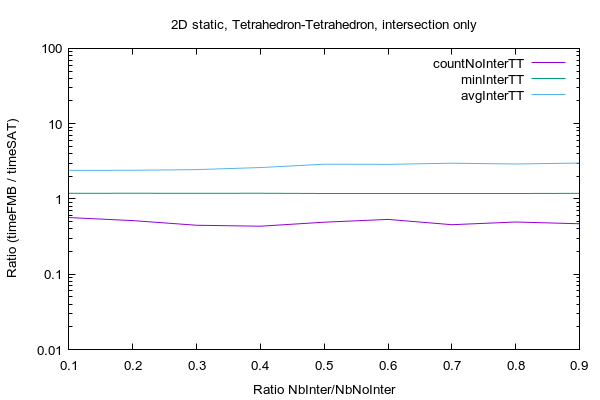 2D static, Tetrahedron-Tetrahedron, intersection only
100
10
1
0.1
0.01
Ratio (timeFMB / timeSAT)
countNoInterTT
minInterTT
avgInterTT
0.1 0.2 0.3 0.4 0.5 0.6 0.7 0.8 0.9
Ratio NbInter/NbNoInter